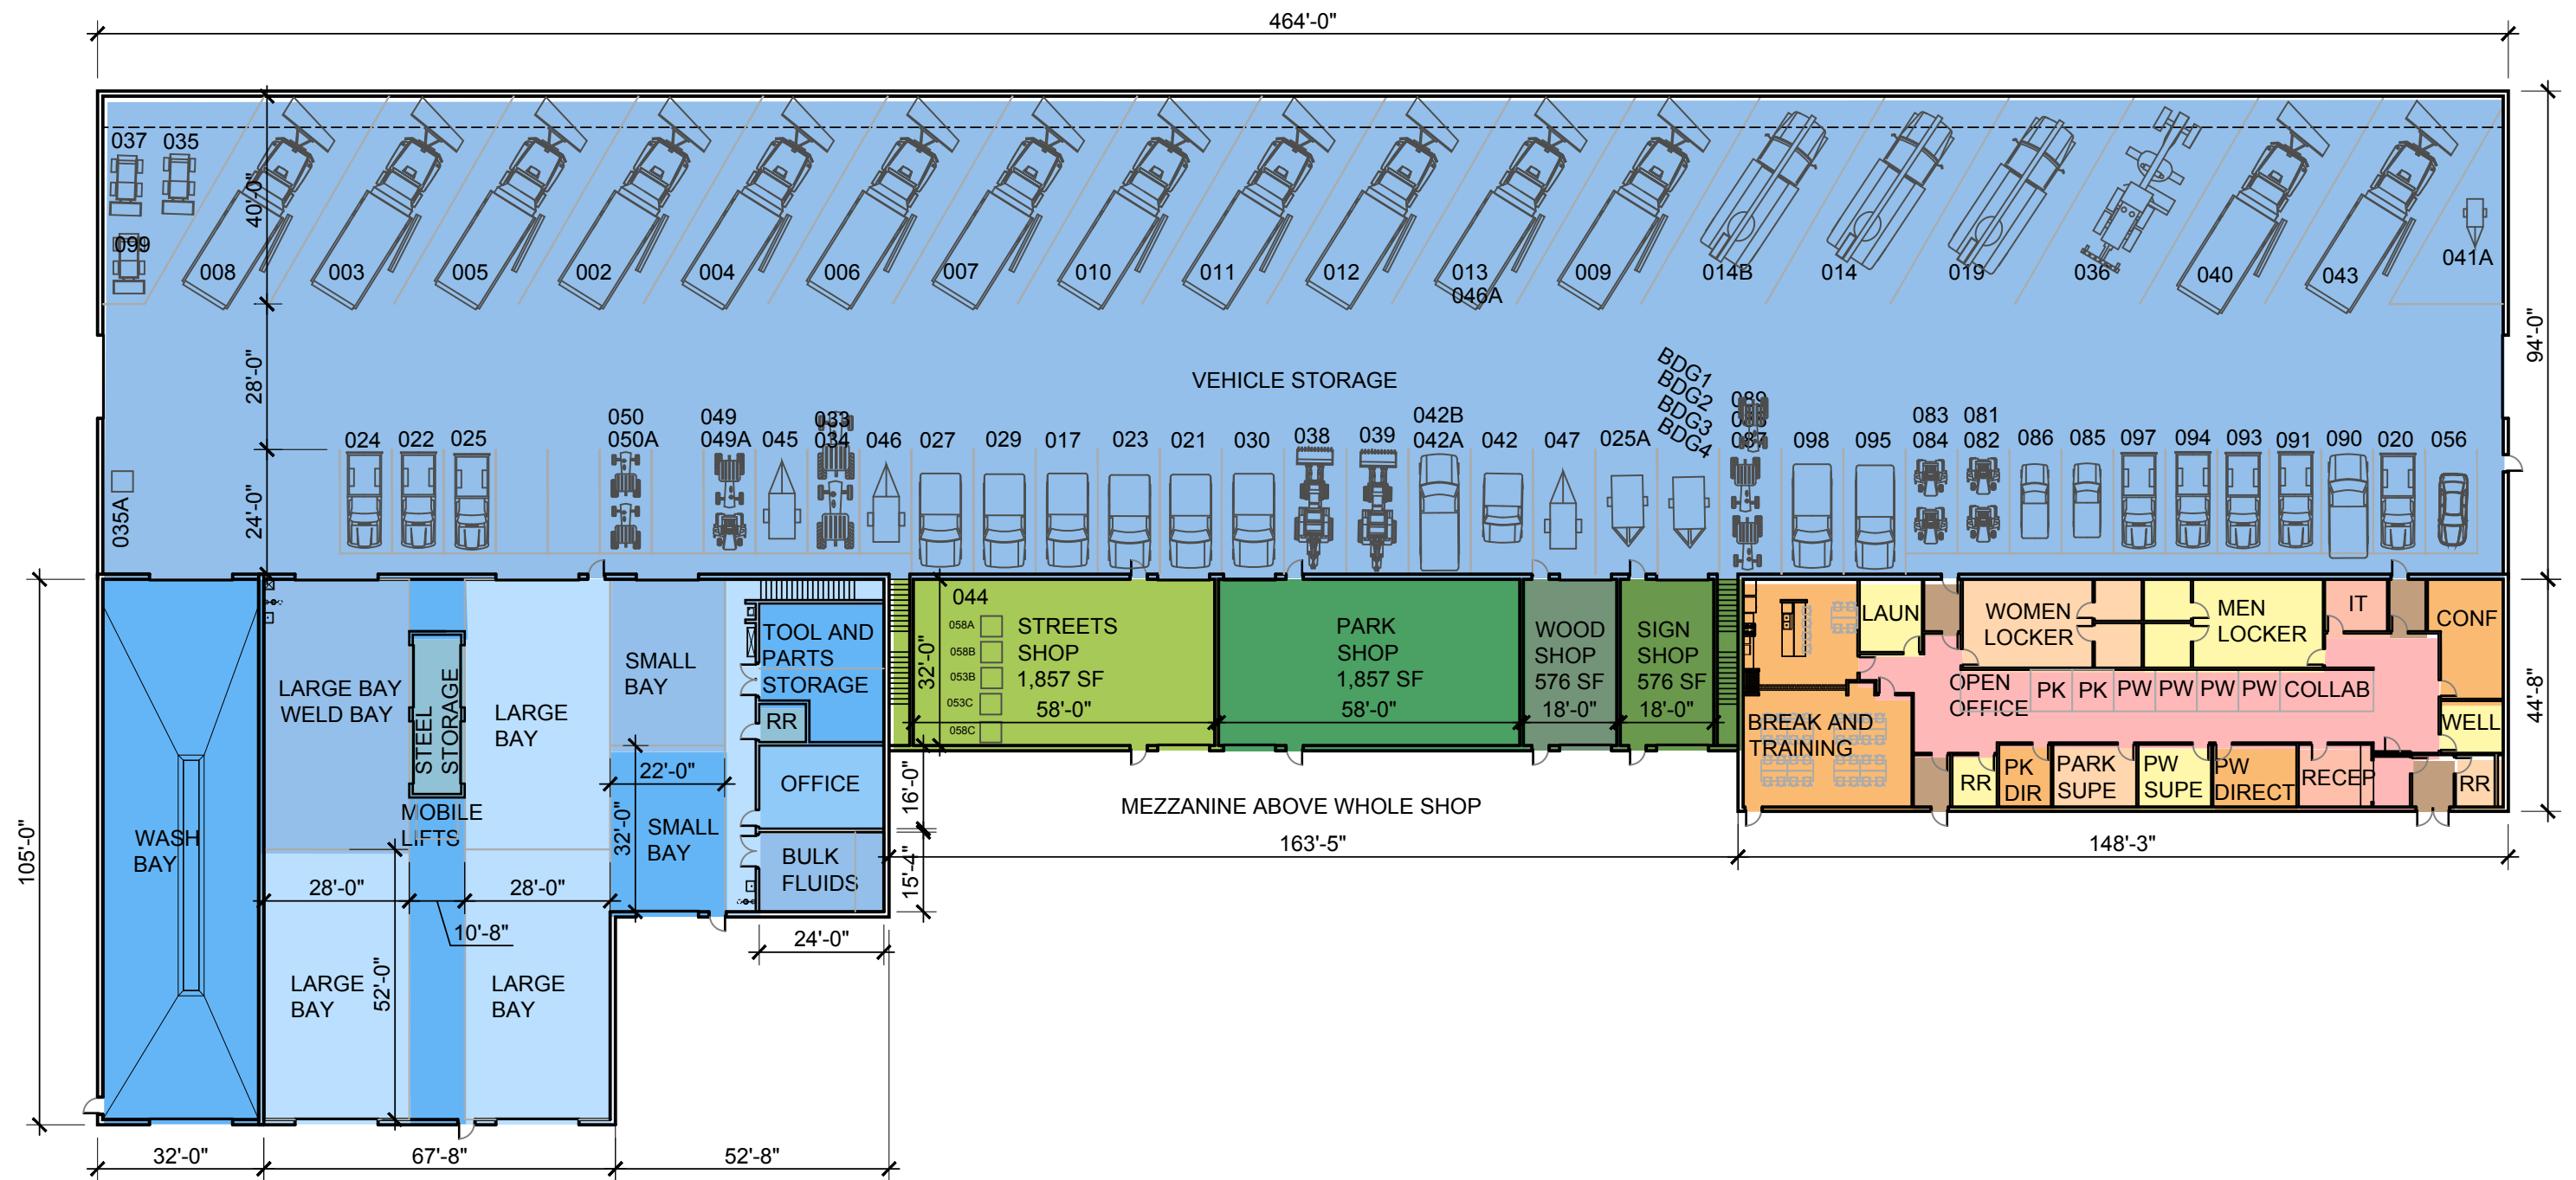 464'-0"
037 035
40'-0"
099
008 003 005 002 004 006 007 010 011 012 013 009 014B 014 019 036 040 043 041A
046A
94'-0"
28'-0"
VEHICLE STORAGE
BDG1
BDG2
BDG3
BDG4
050 049 033 042B 089 083 081
024 022 025 050A 049A 045 034 046 027 029 017 023 021 030 038 039 042A 042 047 025A 087 098 095 084 082 086 085 097 094 093 091 090 020 056
24'-0"
035A
105'-0"
WASH
BAY
LARGE BAY
WELD BAY
STEEL
STORAGE
LARGE
BAY
MOBILE
LIFTS
SMALL
BAY
TOOL AND
PARTS
STORAGE
RR
OFFICE
BULK
FLUIDS
SMALL
BAY
22'-0"
32'-0"
28'-0"
28'-0"
10'-8"
52'-0"
LARGE
BAY
LARGE
BAY
24'-0"
16'-0"
15'-4"
32'-0"
044
058A
058B
053B
053C
058C
STREETS
SHOP
1,857 SF
58'-0"
PARK
SHOP
1,857 SF
58'-0"
WOOD
SHOP
576 SF
18'-0"
SIGN
SHOP
576 SF
18'-0"
MEZZANINE ABOVE WHOLE SHOP
163'-5"
148'-3"
44'-8"
LAUN
WOMEN
LOCKER
MEN
LOCKER
IT
CONF
OPEN
OFFICE
PK PK PW PW PW PW COLLAB
BREAK AND
TRAINING
WELL
RR
PK
DIR
PARK
SUPE
PW
SUPE
PW
DIRECT
RECEP
RR
32'-0" 67'-8" 52'-8"